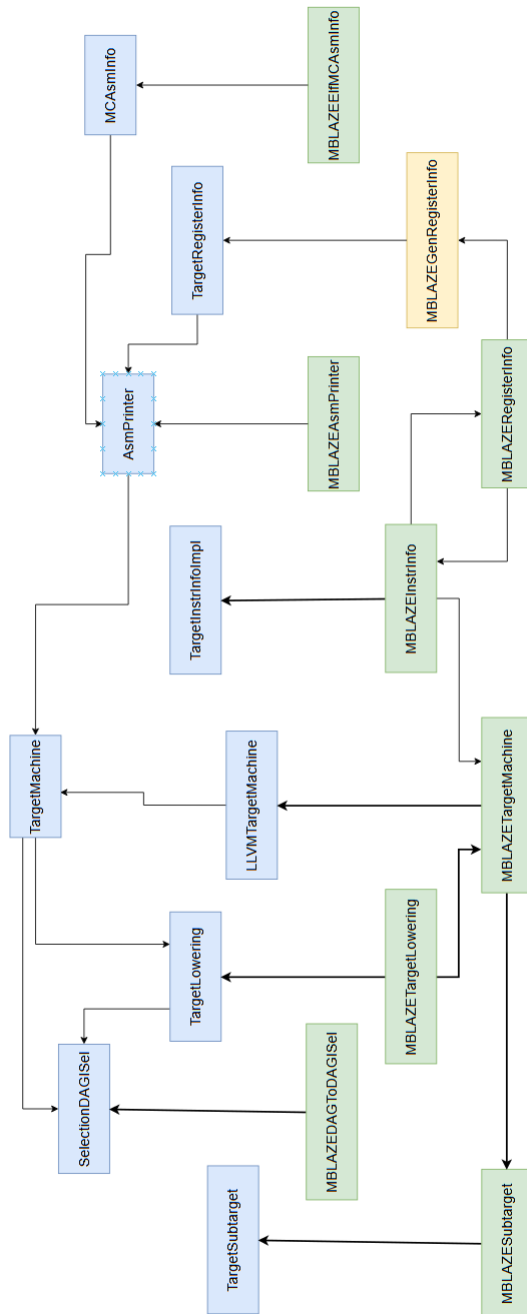 MCAsmInfo
MBLAZEElfMCAsmInfo
TargetRegisterInfo
MBLAZEGenRegisterInfo
AsmPrinter
MBLAZEAsmPrinter
MBLAZERegisterInfo
TargetInstrInfoImpl
MBLAZEInstrInfo
TargetMachine
LLVMTargetMachine
MBLAZETargetMachine
TargetLowering
MBLAZETargetLowering
SelectionDAGISel
MBLAZEDAGToDAGISel
TargetSubtarget
MBLAZESubtarget